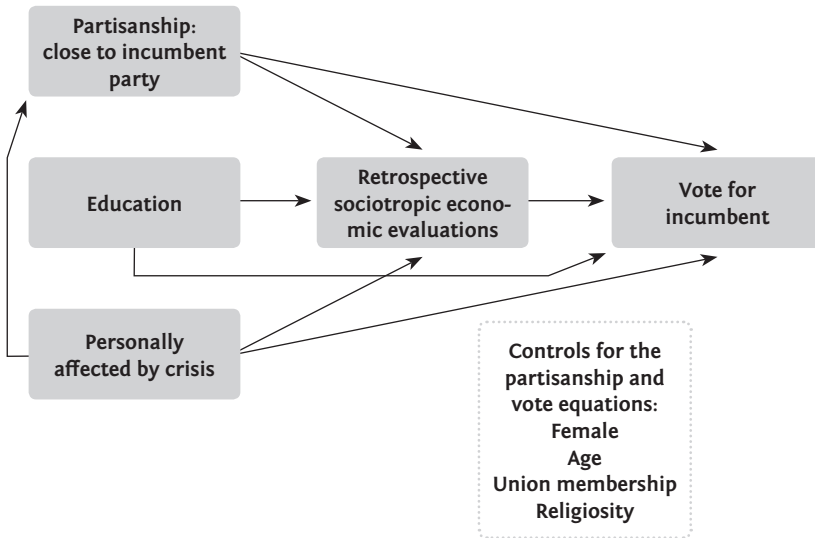 Partisanship:
close to incumbent
party
Education
Retrospective
sociotropic econo-
mic evaluations
Vote for
incumbent
Personally
affected by crisis
Controls for the
partisanship and
vote equations:
Female
Age
Union membership
Religiosity